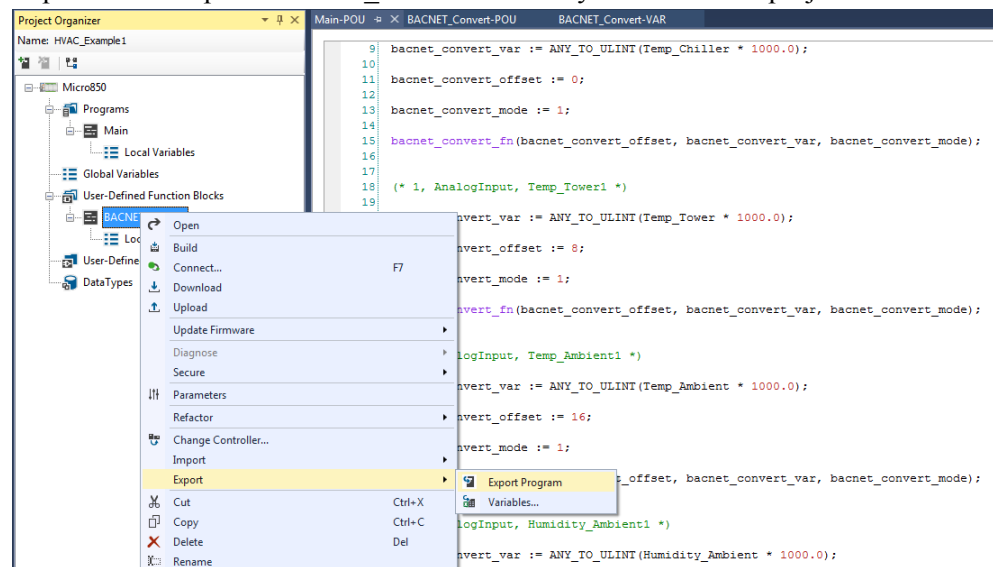 Project Organizer
Name: HVAC_Example1
Micro850
Programs
Main
Local Variables
Global Variables
User-Defined Function Blocks
BACNE
Loc
User-Define
DataTypes
Main-POU BACNET_Convert-POU BACNET_Convert-VAR
9 bacnet_convert_var := ANY_TO_ULINT(Temp_Chiller * 1000.0);
10
11 bacnet_convert_offset := 0;
12
13 bacnet_convert_mode := 1;
14
15 bacnet_convert_fn(bacnet_convert_offset, bacnet_convert_var, bacnet_convert_mode);
16
17
18 (* 1, AnalogInput, Temp_Tower1 *)
19
nvert_var := ANY_TO_ULINT(Temp_Tower * 1000.0);
nvert_offset := 8;
nvert_mode := 1;
nvert_fn(bacnet_convert_offset, bacnet_convert_var, bacnet_convert_mode);
logInput, Temp_Ambient1 *)
nvert_var := ANY_TO_ULINT(Temp_Ambient * 1000.0);
nvert_offset := 16;
nvert_mode := 1;
_offset, bacnet_convert_var, bacnet_convert_mode);
logInput, Humidity_Ambient1 *)
nvert_var := ANY_TO_ULINT(Humidity_Ambient * 1000.0);
Open
Build
Connect... F7
Download
Upload
Update Firmware
Diagnose
Secure
Parameters
Refactor
Change Controller...
Import
Export
Cut Ctrl+X
Copy Ctrl+C
Delete Del
Rename
Export Program
Variables...